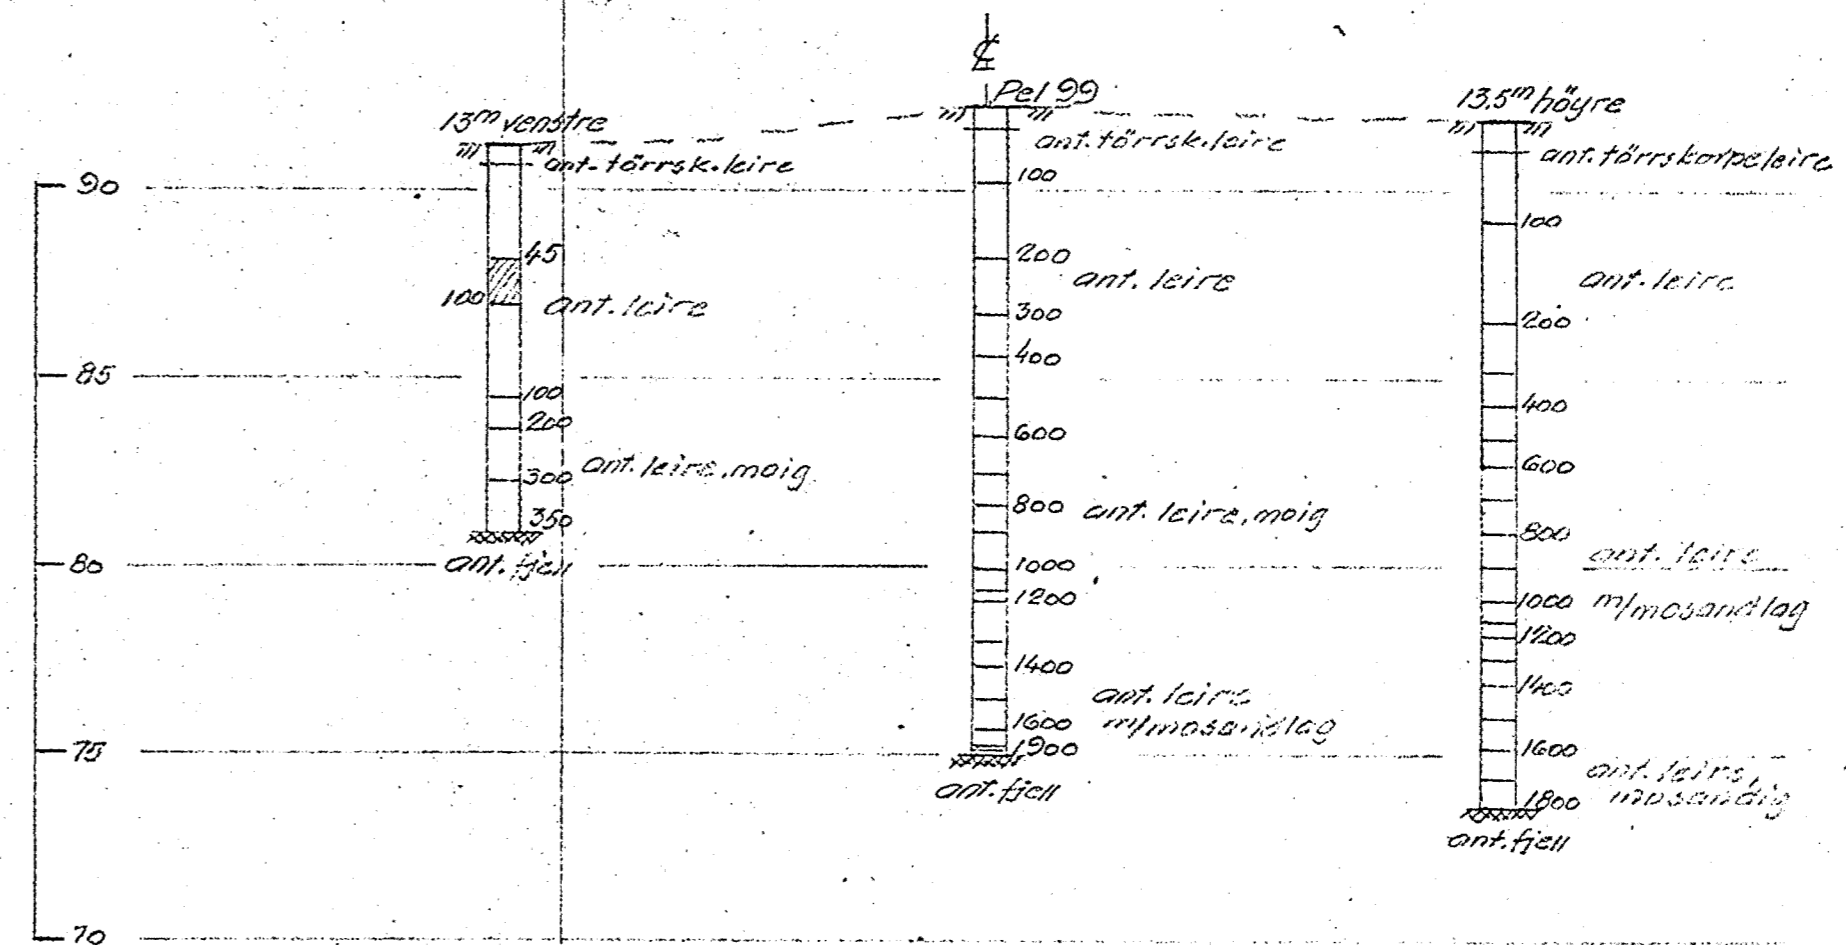 ℄
Pel 99
13m venstre
13.5m höyre
ant. törrsk. leire
ant. törrsk. leire
ant. törrskorpeleire
90
85
80
75
70
45
100
ant. leire
100
200
300
ant. leire, moig
350
ant. fjell
100
200
ant. leire
300
400
600
800
ant. leire, moig
1000
1200
1400
ant. leire
m/mosandlag
1600
1900
ant. fjell
100
ant. leire
200
400
600
800
ant. leire
m/mosandlag
1000
1200
1400
1600
ant. leire,
mosandig
1800
ant. fjell